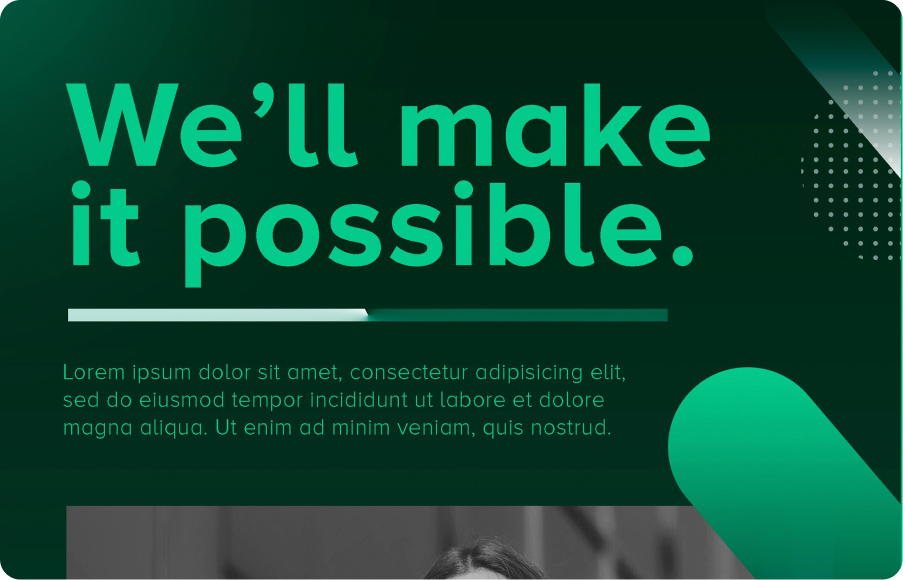 We’ll make
it possible.
Lorem ipsum dolor sit amet, consectetur adipisicing elit,
sed do eiusmod tempor incididunt ut labore et dolore
magna aliqua. Ut enim ad minim veniam, quis nostrud.